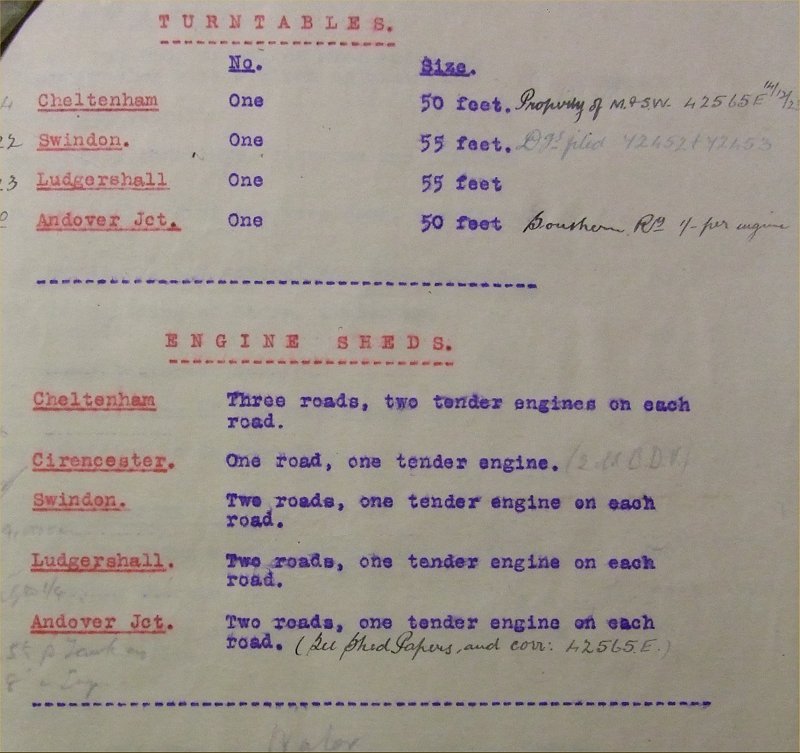 TURNTABLES.
No. Size.
Cheltenham One 50 feet. Property of M.&S.W. 42565E
Swindon. One 55 feet. 42452 & 42453
Ludgershall One 55 feet
Andover Jct. One 50 feet Southern Rly 1/- per engine
ENGINE SHEDS.
Cheltenham Three roads, two tender engines on each
road.
Cirencester. One road, one tender engine.
Swindon. Two roads, one tender engine on each
road.
Ludgershall. Two roads, one tender engine on each
road.
Andover Jct. Two roads, one tender engine on each
road. (See Shed Papers, and corr: 42565.E.)
Water